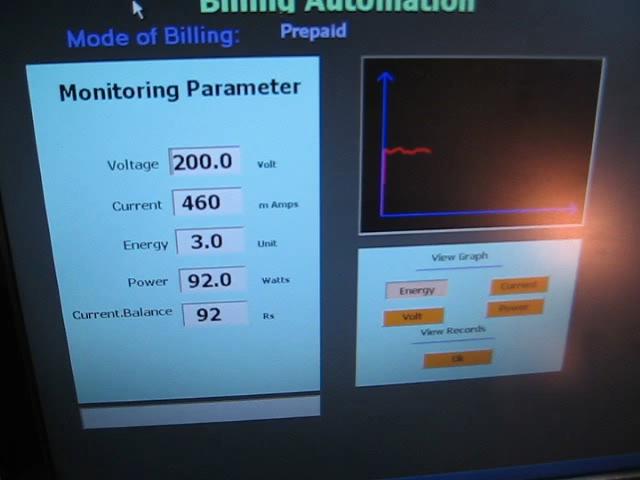 Billing Automation
Mode of Billing: Prepaid
Monitoring Parameter
Voltage 200.0 Volt
Current 460 m Amps
Energy 3.0 Unit
Power 92.0 Watts
Current.Balance 92 Rs
View Graph
Energy Current
Volt Power
View Records
Ok